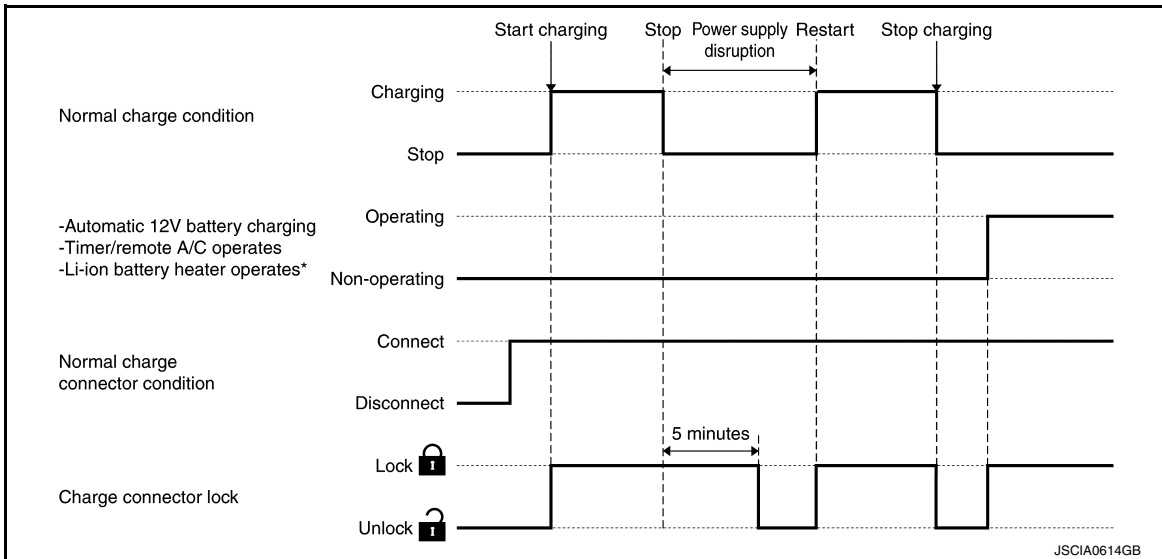 Start charging
Stop
Power supply
disruption
Restart
Stop charging
Normal charge condition
Charging
Stop
-Automatic 12V battery charging
-Timer/remote A/C operates
-Li-ion battery heater operates*
Operating
Non-operating
Normal charge
connector condition
Connect
Disconnect
5 minutes
Charge connector lock
Lock
Unlock
JSCIA0614GB